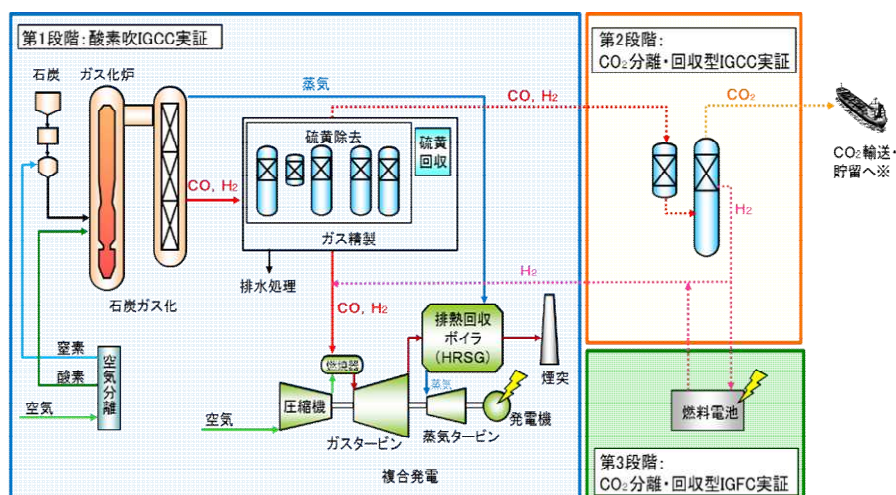 第1段階:酸素吹IGCC実証
石炭
ガス化炉
蒸気
CO, H₂
硫黄除去
硫黄
回収
ガス精製
排水処理
石炭ガス化
CO, H₂
CO, H₂
窒素
酸素
空気
空気分離
空気
圧縮機
燃焼器
ガスタービン
排熱回収
ボイラ
(HRSG)
蒸気
蒸気タービン
発電機
煙突
複合発電
第2段階:
CO₂分離・回収型IGCC実証
CO₂
H₂
H₂
CO₂輸送・
貯留へ※
燃料電池
第3段階:
CO₂分離・回収型IGFC実証